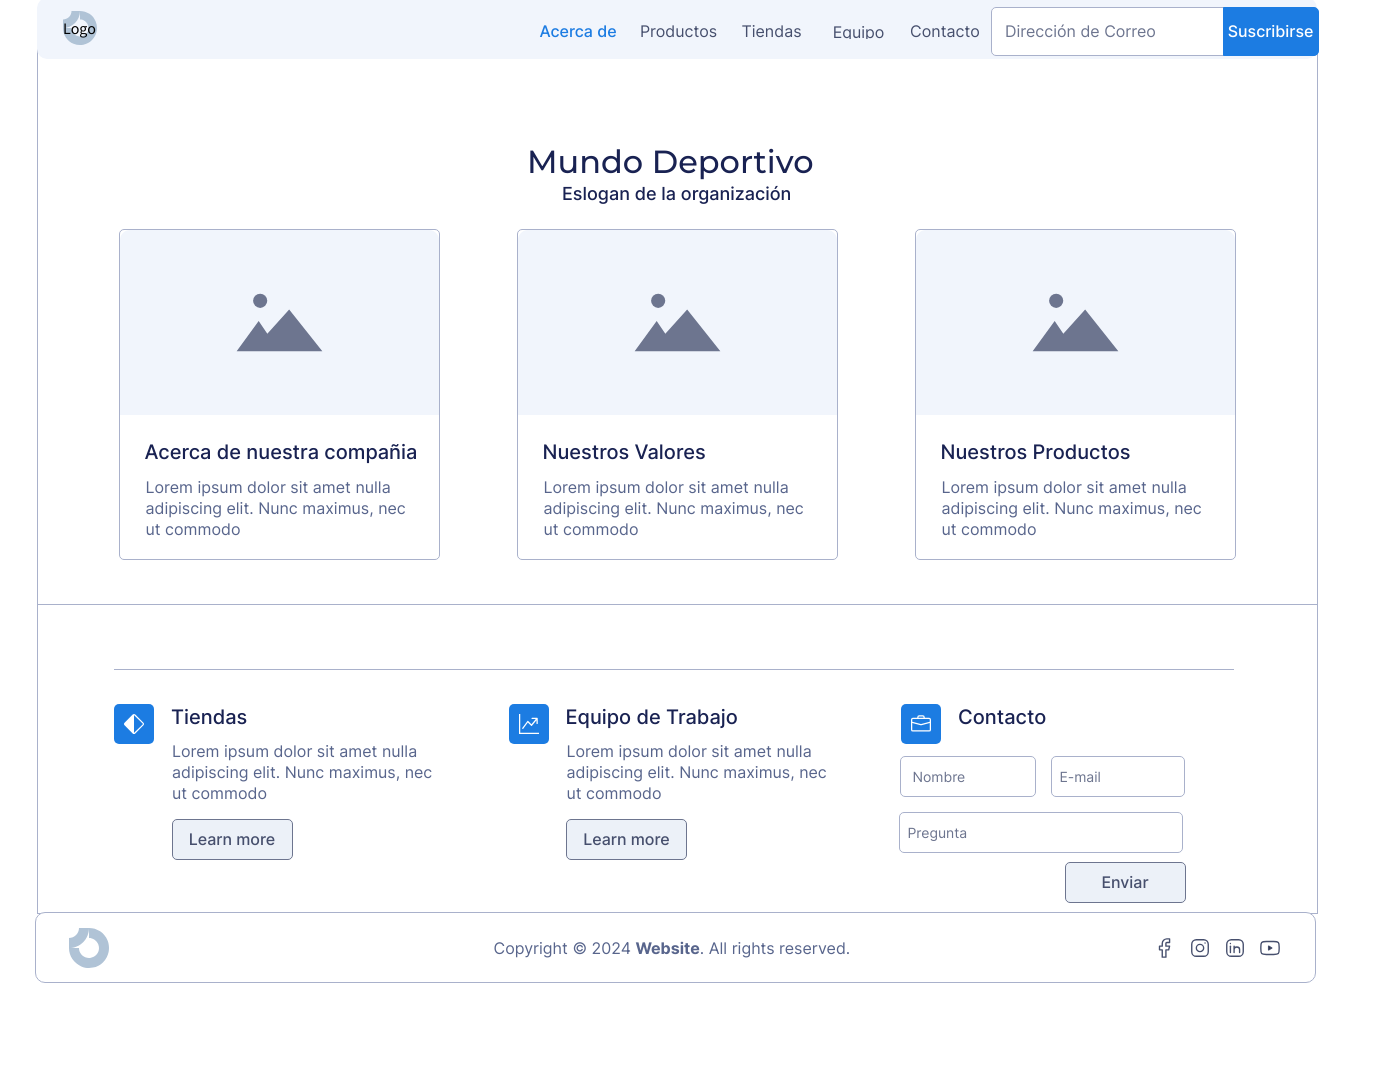 Logo
Acerca de
Productos
Tiendas
Equipo
Contacto
Dirección de Correo
Suscribirse
Mundo Deportivo
Eslogan de la organización
Acerca de nuestra compañia
Lorem ipsum dolor sit amet nulla
adipiscing elit. Nunc maximus, nec
ut commodo
Nuestros Valores
Lorem ipsum dolor sit amet nulla
adipiscing elit. Nunc maximus, nec
ut commodo
Nuestros Productos
Lorem ipsum dolor sit amet nulla
adipiscing elit. Nunc maximus, nec
ut commodo
Tiendas
Lorem ipsum dolor sit amet nulla
adipiscing elit. Nunc maximus, nec
ut commodo
Learn more
Equipo de Trabajo
Lorem ipsum dolor sit amet nulla
adipiscing elit. Nunc maximus, nec
ut commodo
Learn more
Contacto
Nombre
E-mail
Pregunta
Enviar
Copyright © 2024 Website. All rights reserved.